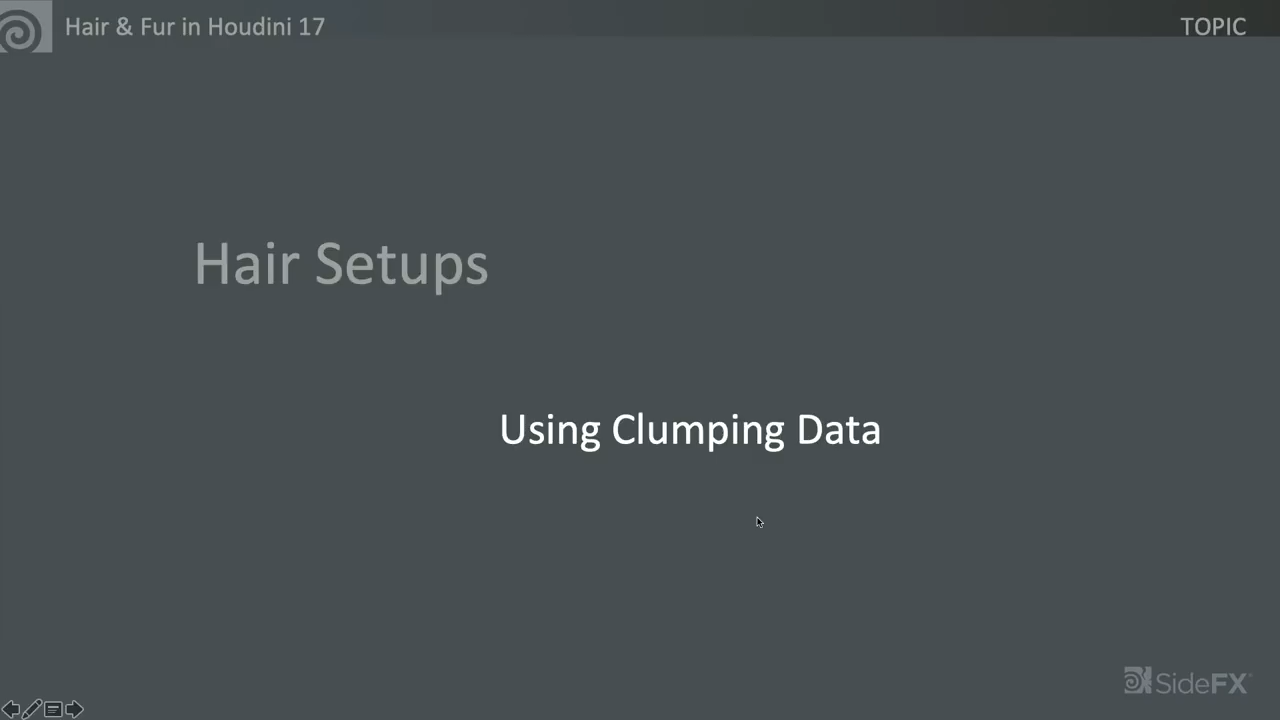 Hair & Fur in Houdini 17
TOPIC
Hair Setups
Using Clumping Data
SideFX